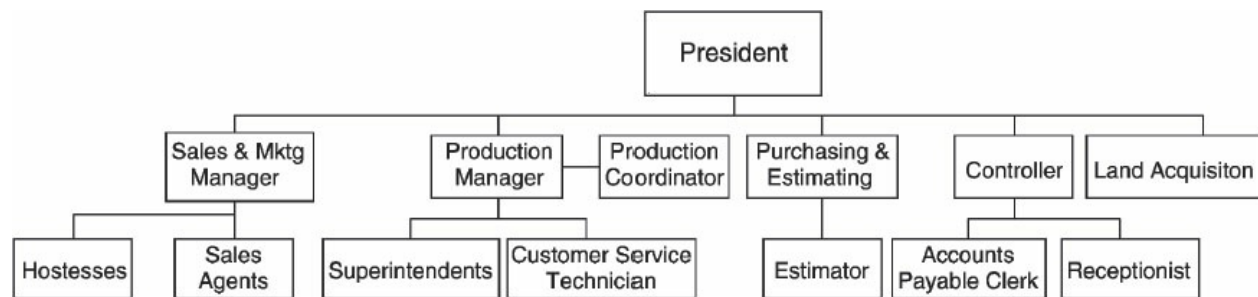 President
Sales & Mktg
Manager
Production
Manager
Production
Coordinator
Purchasing &
Estimating
Controller
Land Acquisiton
Hostesses
Sales
Agents
Superintendents
Customer Service
Technician
Estimator
Accounts
Payable Clerk
Receptionist